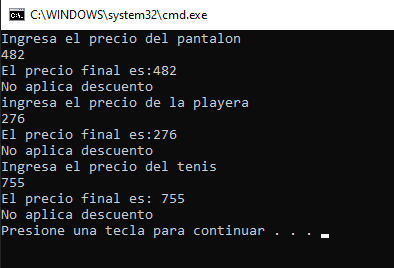 C:\WINDOWS\system32\cmd.exe
Ingresa el precio del pantalon
482
El precio final es:482
No aplica descuento
ingresa el precio de la playera
276
El precio final es:276
No aplica descuento
Ingresa el precio del tenis
755
El precio final es: 755
No aplica descuento
Presione una tecla para continuar . . .